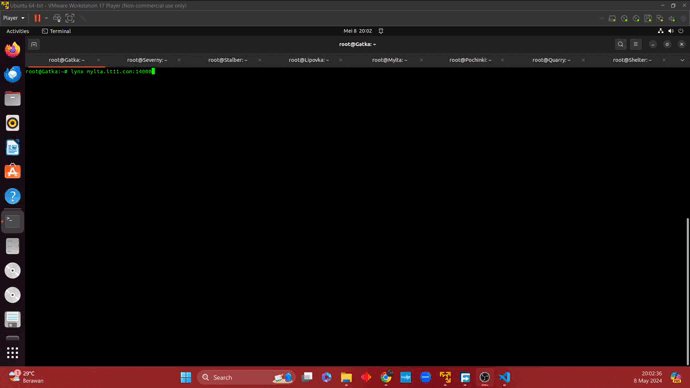 Ubuntu 64-bit - VMware Workstation 17 Player (Non-commercial use only)
Player
Activities
Terminal
Mei 8 20:02
root@Gatka: ~
root@Gatka: ~
root@Severny: ~
root@Stalber: ~
root@Lipovka: ~
root@Mylta: ~
root@Pochinki: ~
root@Quarry: ~
root@Shelter: ~
root@Gatka:~# lynx mylta.it11.com:14000
29°C
Berawan
Search
20:02:36
8 May 2024